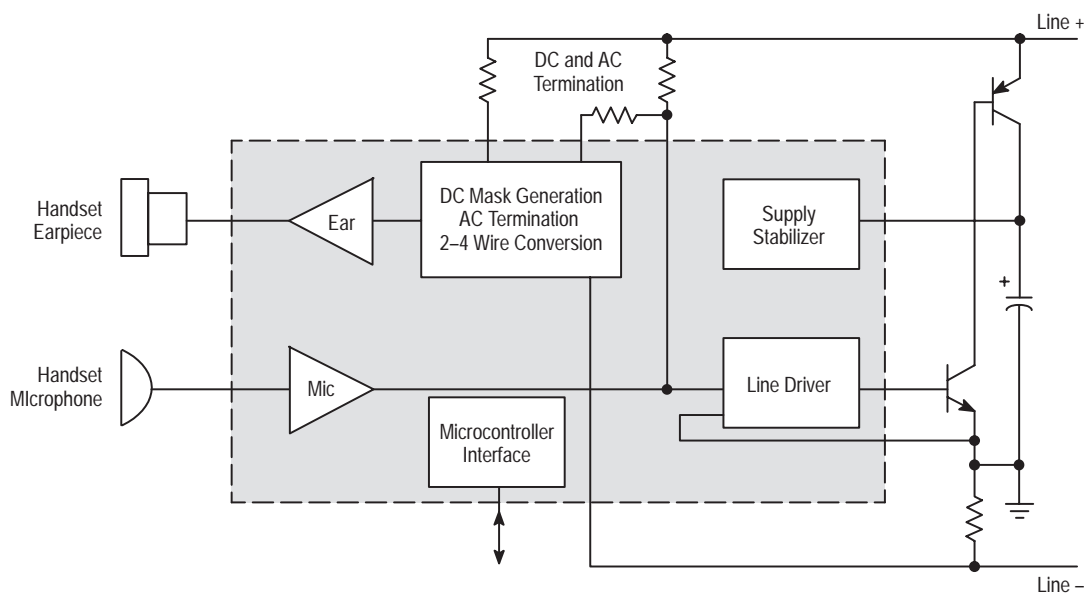 Line +
DC and AC
Termination
Handset
Earpiece
Ear
DC Mask Generation
AC Termination
2–4 Wire Conversion
Supply
Stabilizer
+
Handset
MIcrophone
Mic
Line Driver
Microcontroller
Interface
Line –